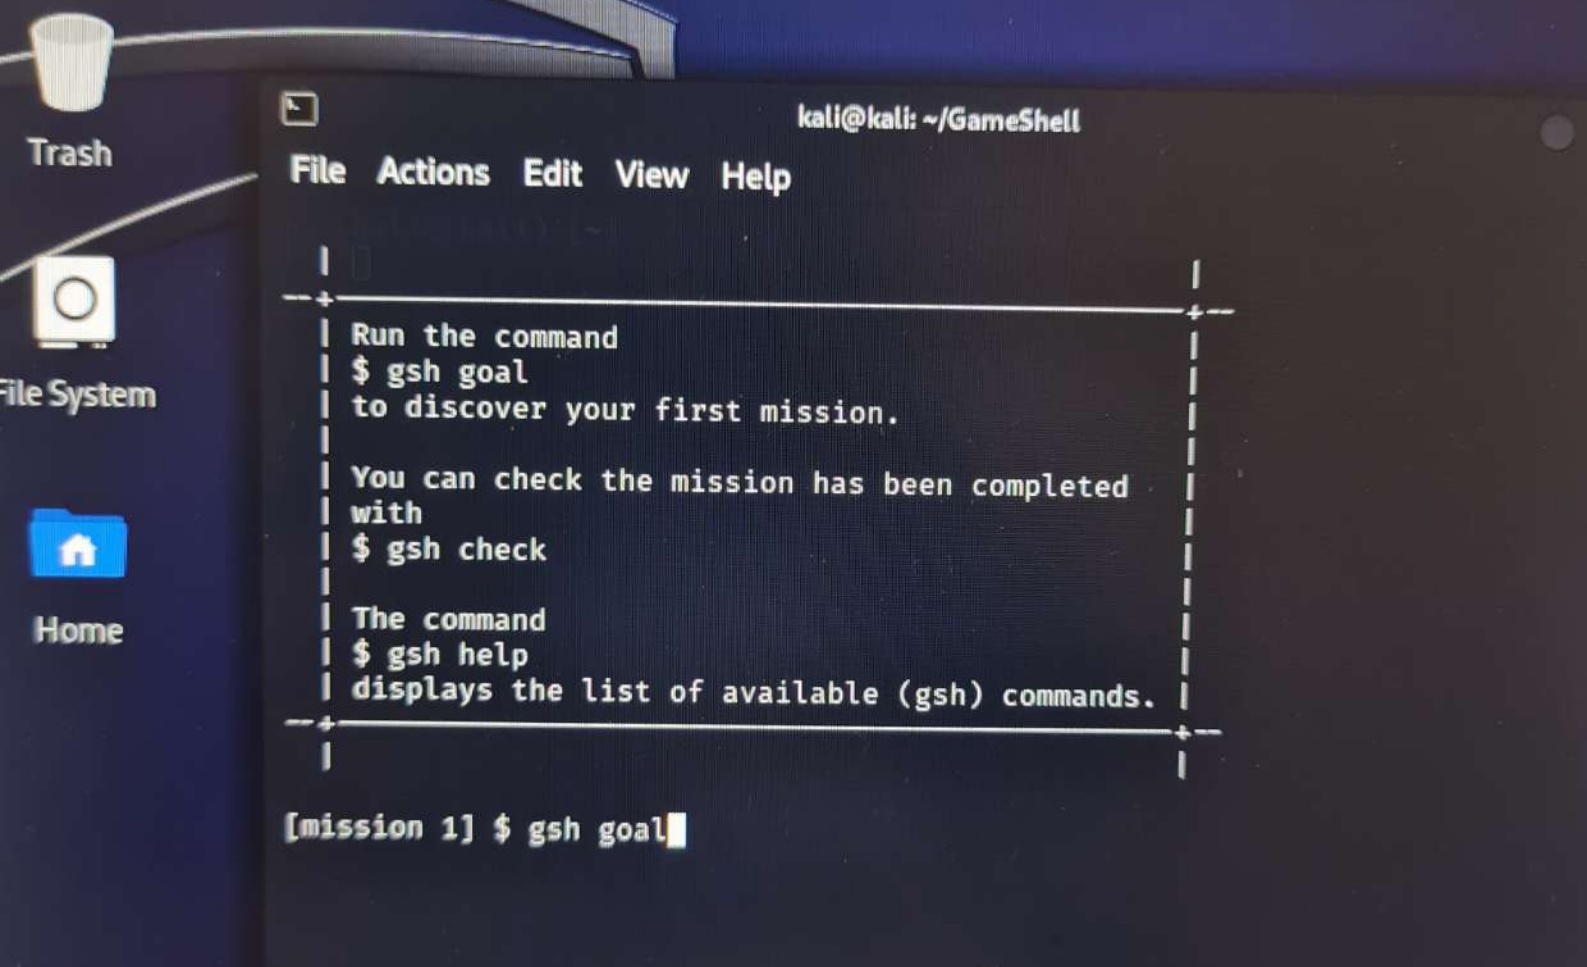 Trash
File System
Home
kali@kali: ~/GameShell
File Actions Edit View Help
Run the command
$ gsh goal
to discover your first mission.
You can check the mission has been completed
with
$ gsh check
The command
$ gsh help
displays the list of available (gsh) commands.
[mission 1] $ gsh goal